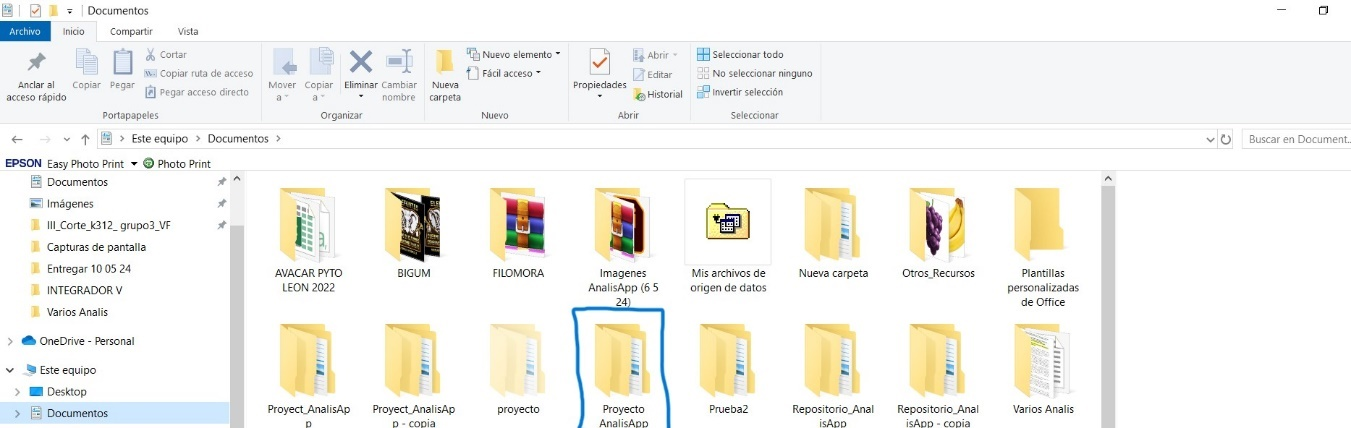 Documentos
Archivo Inicio Compartir Vista
Anclar al
acceso rápido
Copiar
Pegar
Cortar
Copiar ruta de acceso
Pegar acceso directo
Portapapeles
Mover
a
Copiar
a
Eliminar
Cambiar
nombre
Organizar
Nueva
carpeta
Nuevo elemento
Fácil acceso
Nuevo
Propiedades
Abrir
Editar
Historial
Abrir
Seleccionar todo
No seleccionar ninguno
Invertir selección
Seleccionar
Este equipo > Documentos >
Buscar en Document...
EPSON Easy Photo Print Photo Print
Documentos
Imágenes
III_Corte_k312_ grupo3_VF
Capturas de pantalla
Entregar 10 05 24
INTEGRADOR V
Varios Analis
OneDrive - Personal
Este equipo
Desktop
Documentos
AVACAR PYTO
LEON 2022
BIGUM
FILOMORA
Imagenes
AnalisApp (6 5
24)
Mis archivos de
origen de datos
Nueva carpeta
Otros_Recursos
Plantillas
personalizadas
de Office
Proyect_AnalisAp
p
Proyect_AnalisAp
p - copia
proyecto
Proyecto
AnalisApp
Prueba2
Repositorio_Anal
isApp
Repositorio_Anal
isApp - copia
Varios Analis